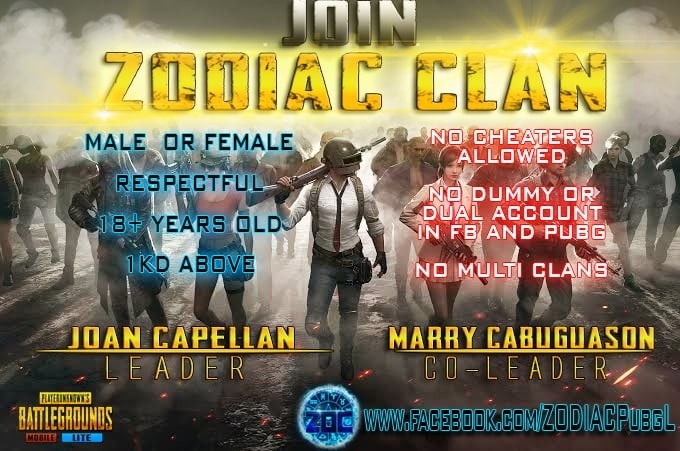 JOIN
ZODIAC CLAN
MALE OR FEMALE
RESPECTFUL
18+ YEARS OLD
1KD ABOVE
NO CHEATERS
ALLOWED
NO DUMMY OR
DUAL ACCOUNT
IN FB AND PUBG
NO MULTI CLANS
JOAN CAPELLAN
LEADER
MARRY CABUGUASON
CO-LEADER
PLAYERUNKNOWN'S
BATTLEGROUNDS
MOBILE LITE
ZOC
www.facebook.com/ZODIACPubgL